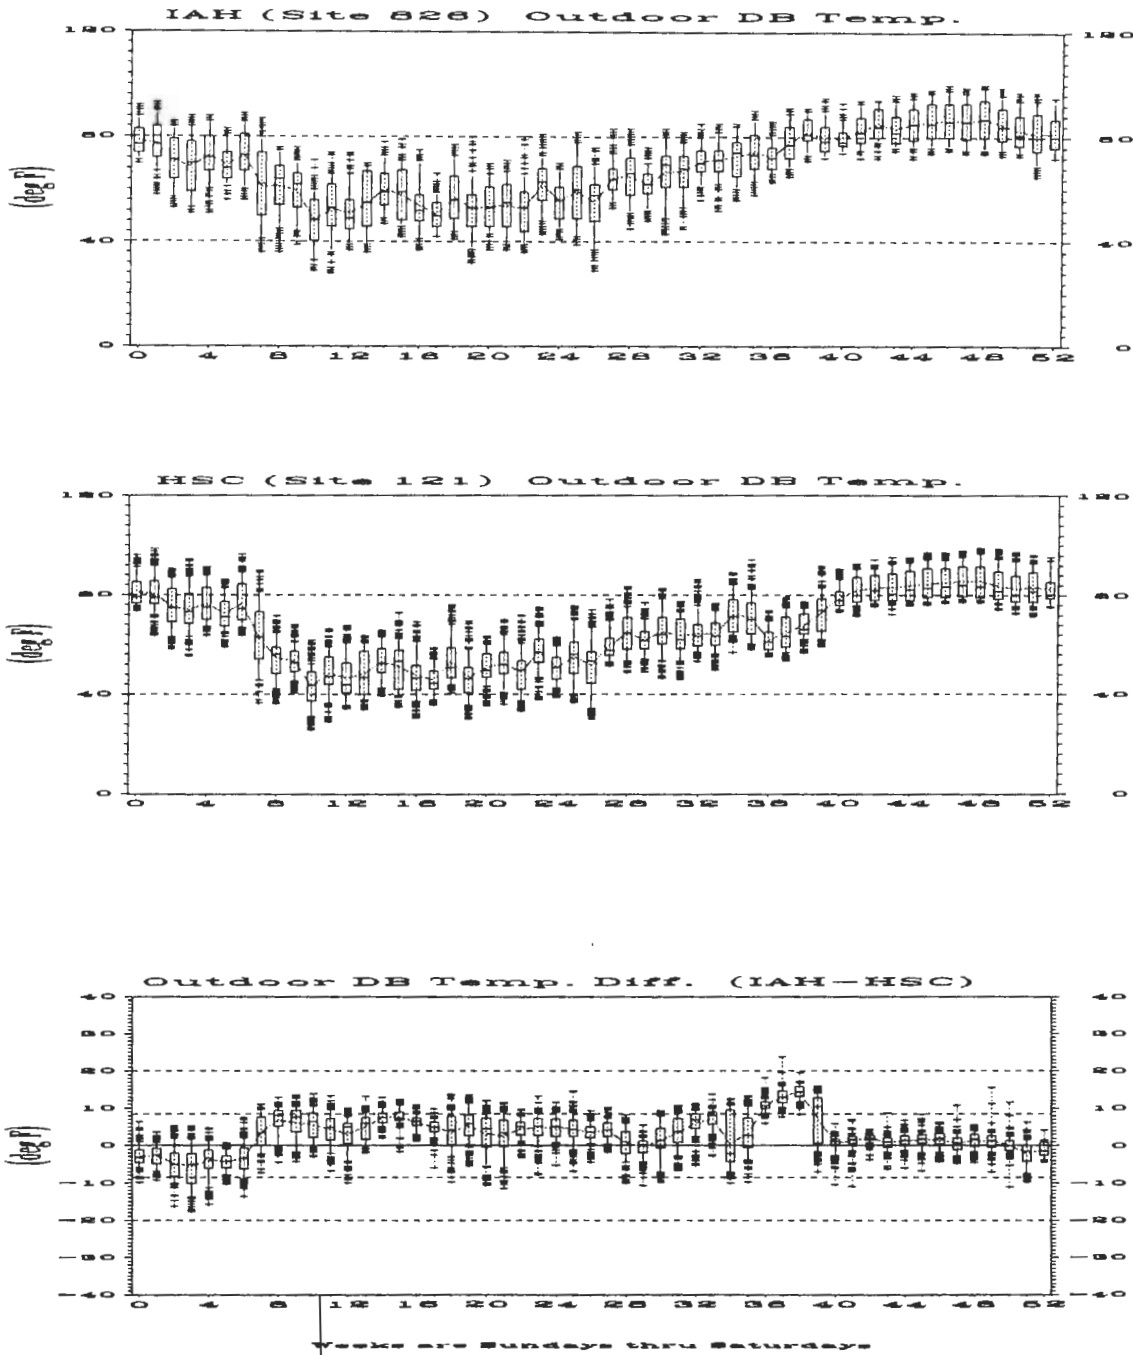 IAH (Site 826) Outdoor DB Temp.
120 120
80 80
(deg F)
40 40
0 0
0 4 8 12 16 20 24 28 32 36 40 44 48 52
HSC (Site 121) Outdoor DB Temp.
120 120
80 80
(deg F)
40 40
0 0
0 4 8 12 16 20 24 28 32 36 40 44 48 52
Outdoor DB Temp. Diff. (IAH-HSC)
40 40
30 30
20 20
10 10
(deg F)
0 0
-10 -10
-20 -20
-30 -30
-40 -40
0 4 8 12 16 20 24 28 32 36 40 44 48 52
Weeks are Sundays thru Saturdays